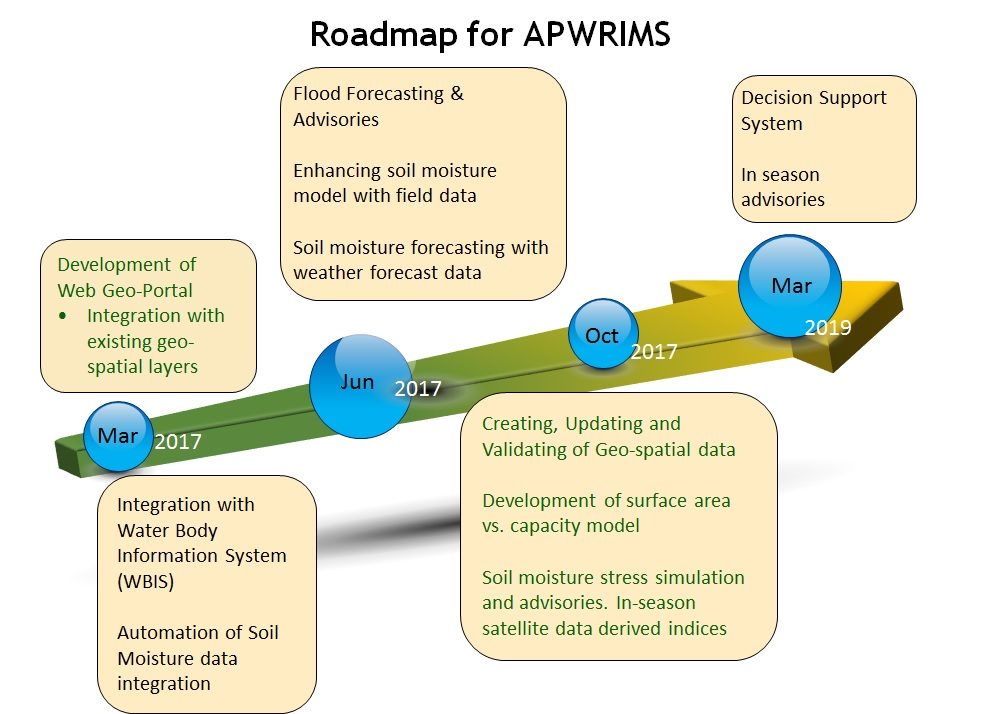 Roadmap for APWRIMS
Development of
Web Geo-Portal
• Integration with
existing geo-
spatial layers
Mar 2017
Integration with
Water Body
Information System
(WBIS)
Automation of Soil
Moisture data
integration
Flood Forecasting &
Advisories
Enhancing soil moisture
model with field data
Soil moisture forecasting with
weather forecast data
Jun 2017
Oct 2017
Creating, Updating and
Validating of Geo-spatial data
Development of surface area
vs. capacity model
Soil moisture stress simulation
and advisories. In-season
satellite data derived indices
Decision Support
System
In season
advisories
Mar
2019